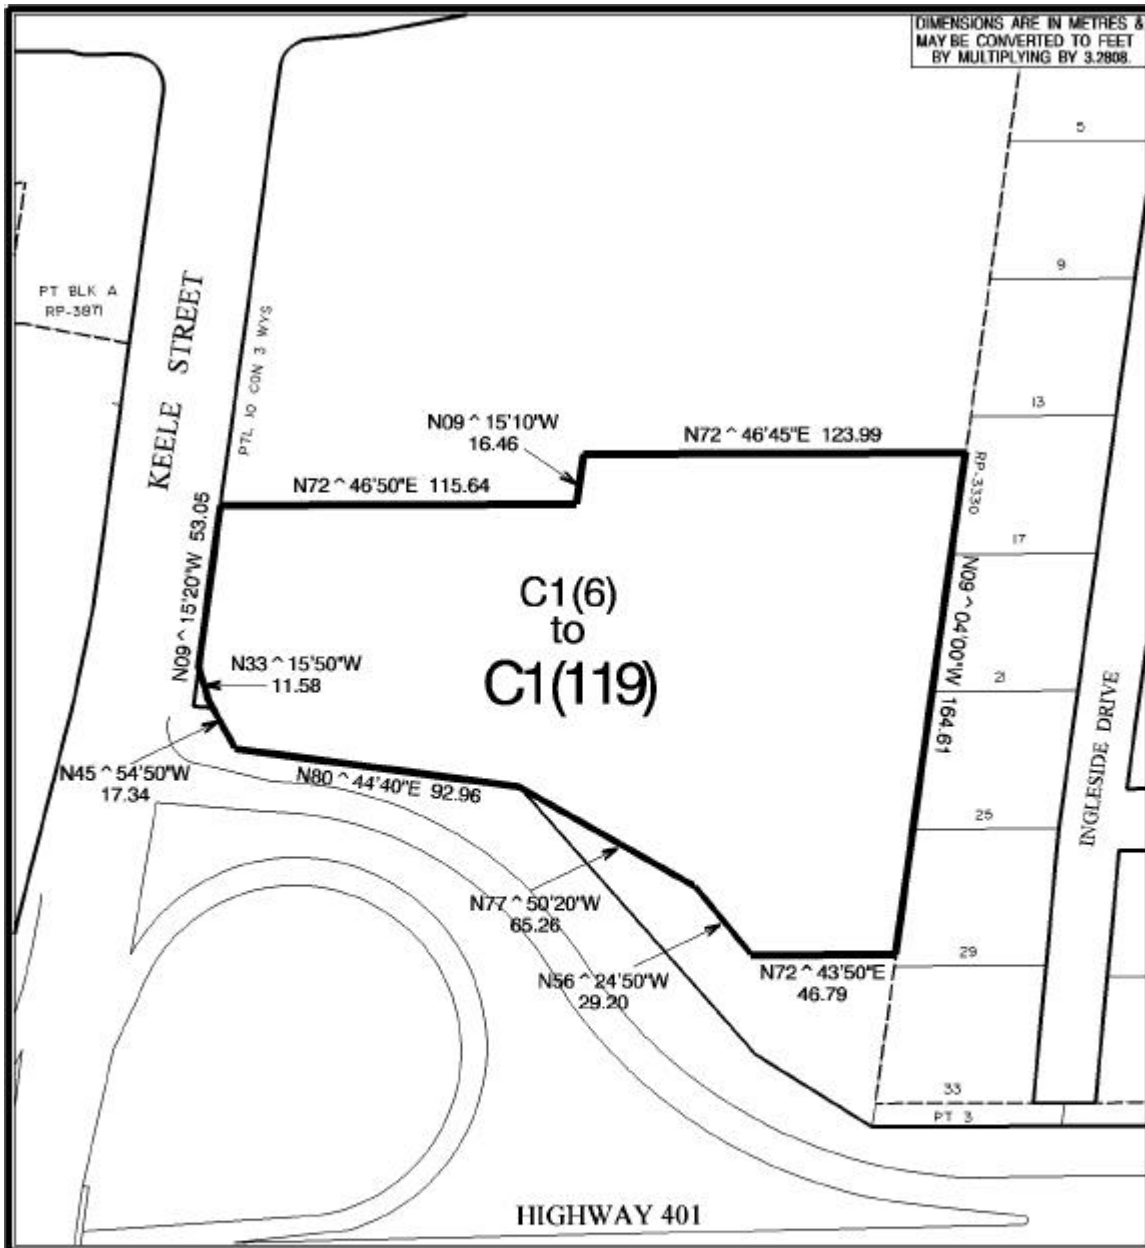 DIMENSIONS ARE IN METRES &
MAY BE CONVERTED TO FEET
BY MULTIPLYING BY 3.2808.
5
9
PT BLK A
RP-3871
KEELE STREET
PTL 10 CON 3 WYS
13
N09^15'10"W
16.46
N72^46'45"E 123.99
RP-3330
N72^46'50"E 115.64
N09^15'20"W 53.05
17
C1(6)
to
C1(119)
N09^04'00"W 164.61
N33^15'50"W
11.58
21
INGLESIDE DRIVE
N45^54'50"W
17.34
N80^44'40"E 92.96
25
N77^50'20"W
65.26
29
N56^24'50"W
29.20
N72^43'50"E
46.79
33
PT 3
HIGHWAY 401